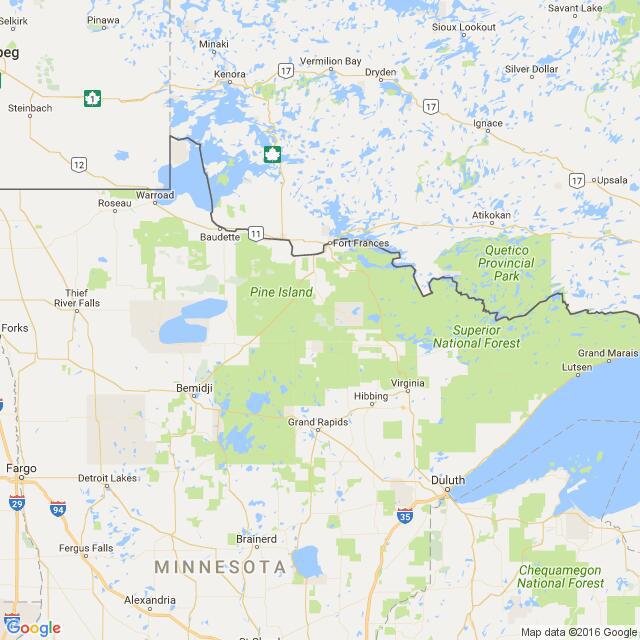 Savant Lake
Selkirk
Pinawa
Sioux Lookout
Minaki
Vermilion Bay
peg
Kenora
17
Dryden
Silver Dollar
1
Steinbach
17
Ignace
12
17
Upsala
Warroad
Roseau
Atikokan
Baudette
11
Fort Frances
Quetico
Provincial
Park
Thief
River Falls
Pine Island
Forks
Superior
National Forest
Grand Marais
Lutsen
Bemidji
Virginia
Hibbing
Grand Rapids
Fargo
Detroit Lakes
Duluth
29
94
35
Brainerd
Fergus Falls
MINNESOTA
Chequamegon
National Forest
Alexandria
Google
Map data ©2016 Google